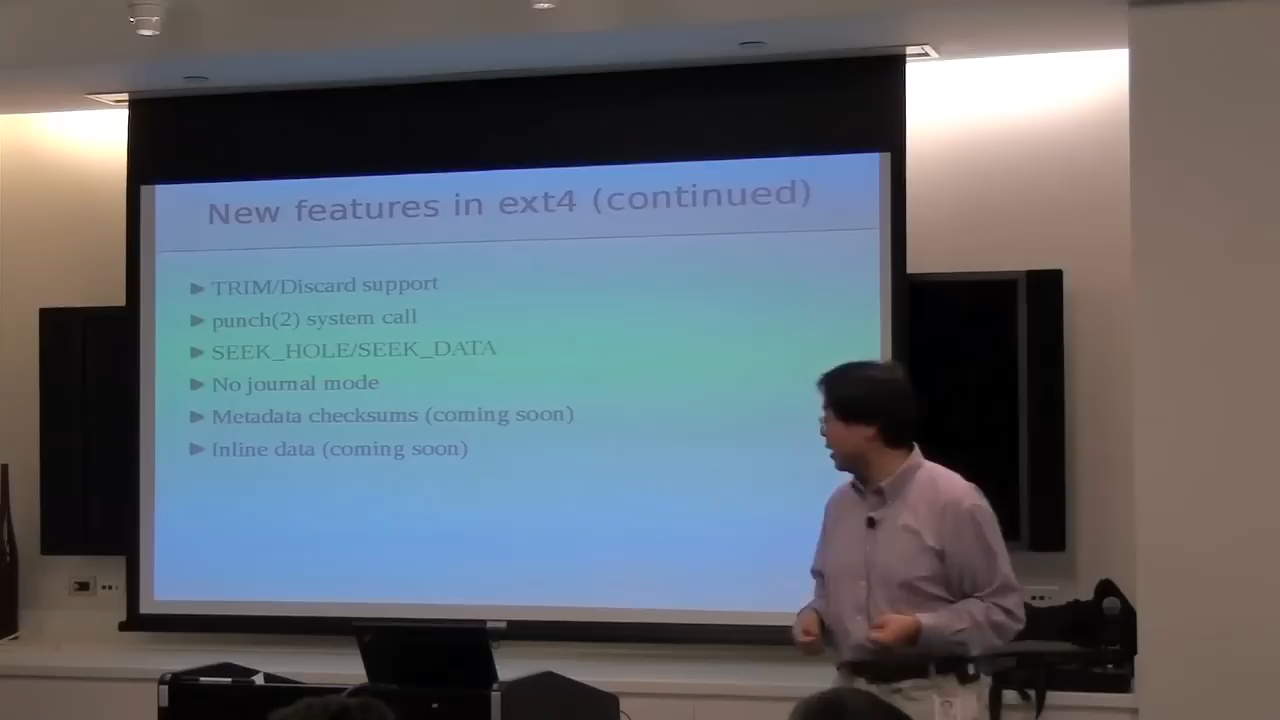 New features in ext4 (continued)
TRIM/Discard support
punch(2) system call
SEEK_HOLE/SEEK_DATA
No journal mode
Metadata checksums (coming soon)
Inline data (coming soon)